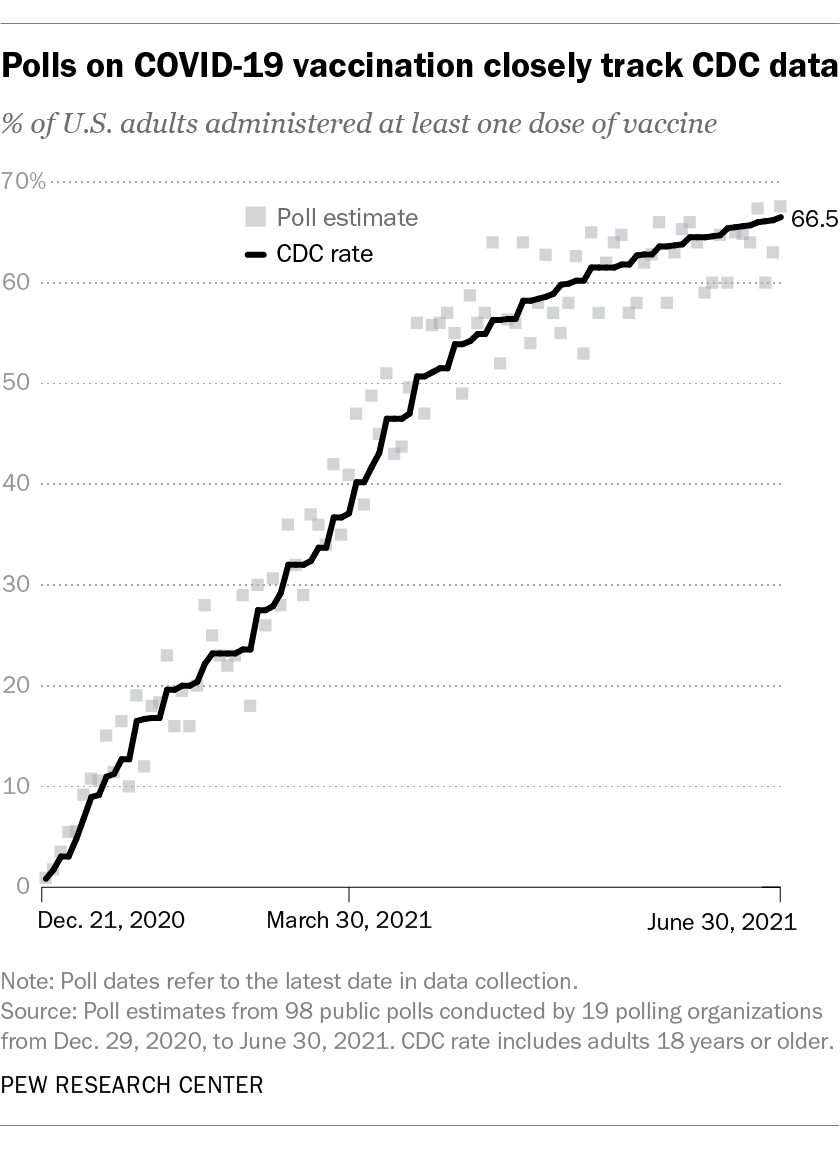 Polls on COVID-19 vaccination closely track CDC data
% of U.S. adults administered at least one dose of vaccine
70%
Poll estimate
66.5
CDC rate
60
50
40
30
20
10
0
Dec. 21, 2020
March 30, 2021
June 30, 2021
Note: Poll dates refer to the latest date in data collection.
Source: Poll estimates from 98 public polls conducted by 19 polling organizations
from Dec. 29, 2020, to June 30, 2021. CDC rate includes adults 18 years or older.
PEW RESEARCH CENTER